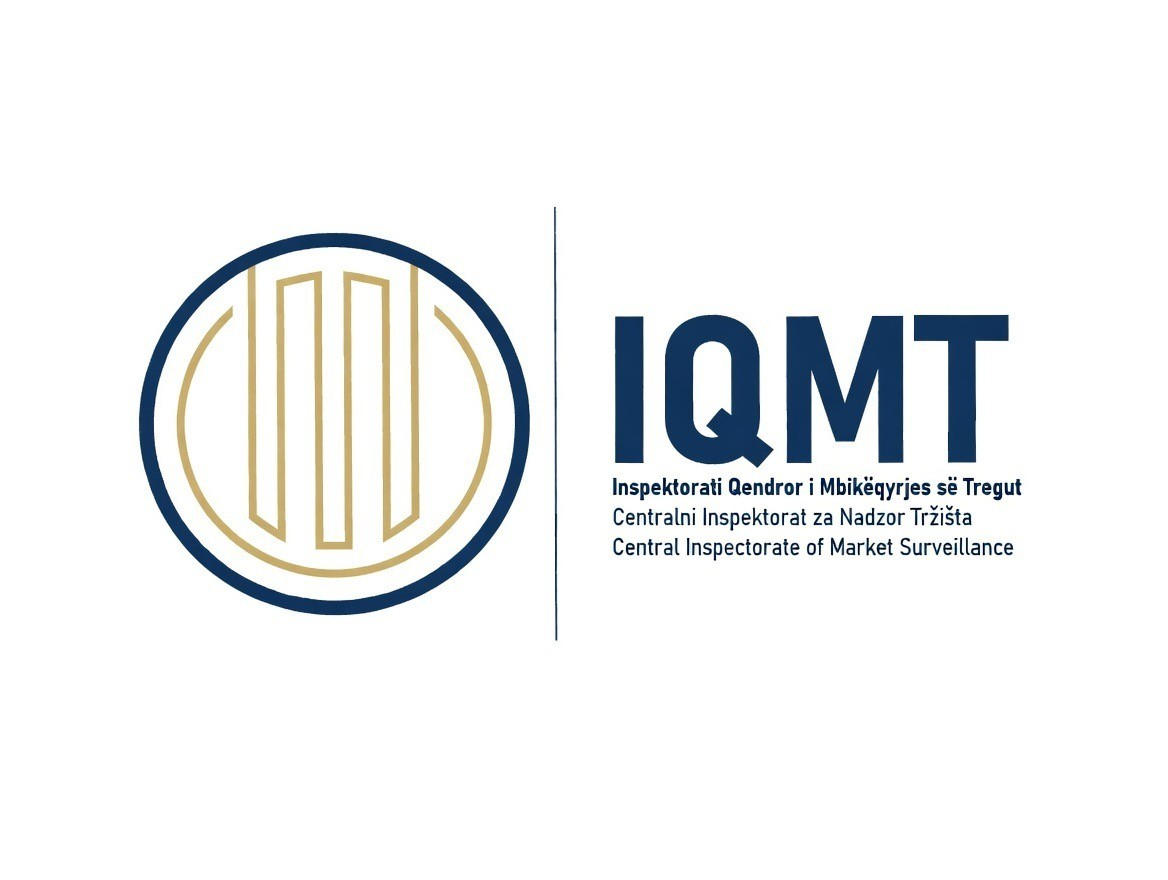 IQMT
Inspektorati Qendror i Mbikëqyrjes së Tregut
Centralni Inspektorat za Nadzor Tržišta
Central Inspectorate of Market Surveillance